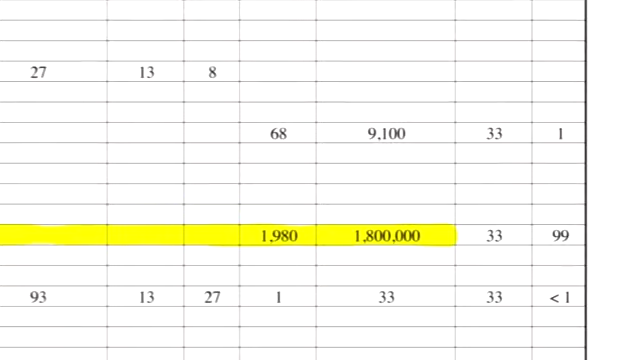 27 13 8
68 9,100 33 1
1,980 1,800,000 33 99
93 13 27 1 33 33 < 1